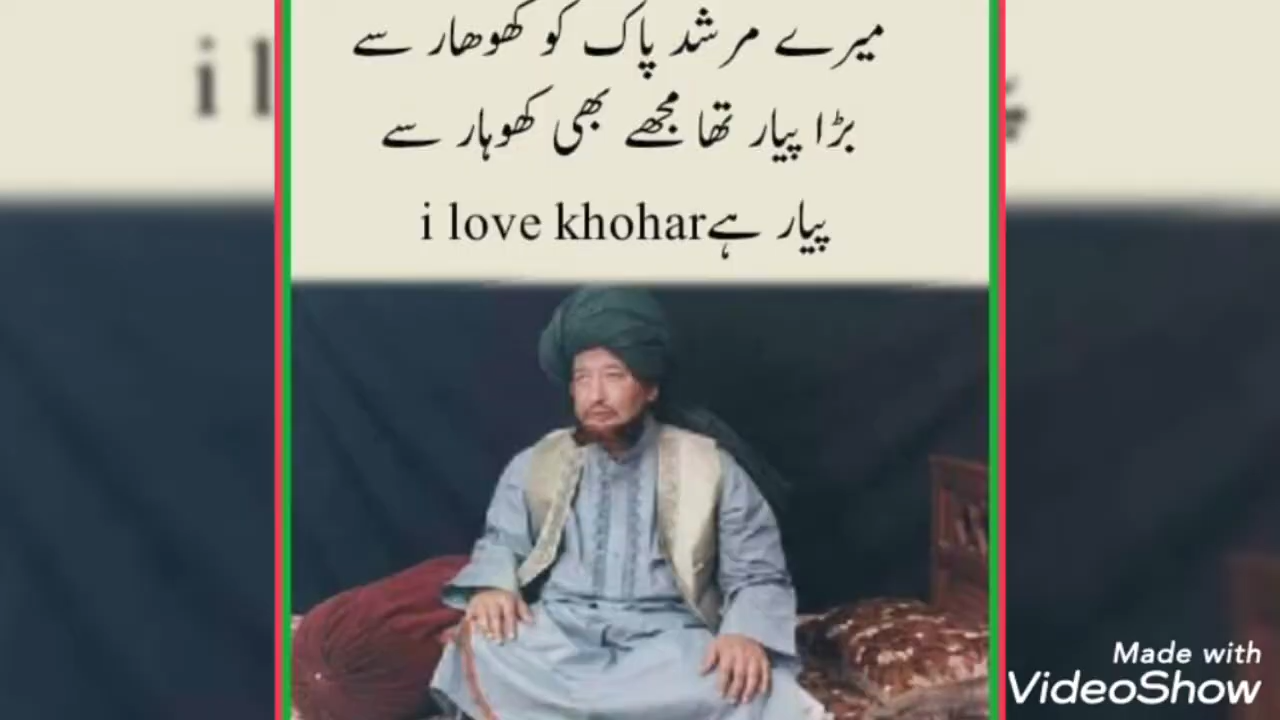 میرے مرشد پاک کو کھوھار سے
بڑا پیار تھا مجھے بھی کھوہار سے
پیار ہے i love khohar
Made with
VideoShow